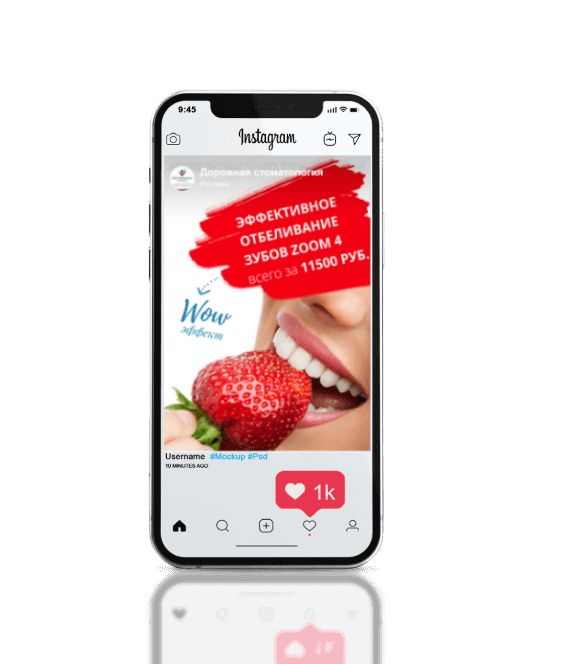 9:45
Instagram
Дорожная стоматология
Реклама
ЭФФЕКТИВНОЕ
ОТБЕЛИВАНИЕ
ЗУБОВ ZOOM 4
всего за 11500 РУБ.
Wow
эффект
Username #Mockup #Psd
10 MINUTES AGO
1k